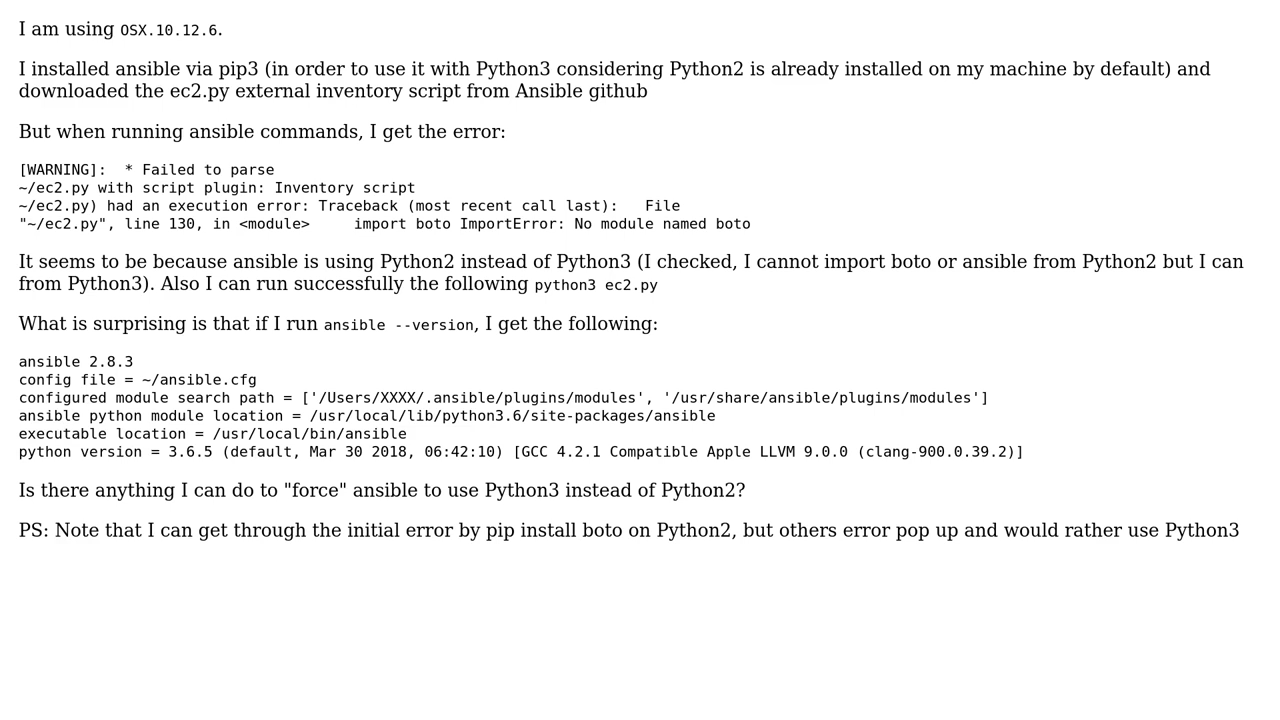 I am using OSX.10.12.6.
I installed ansible via pip3 (in order to use it with Python3 considering Python2 is already installed on my machine by default) and
downloaded the ec2.py external inventory script from Ansible github
But when running ansible commands, I get the error:
[WARNING]:  * Failed to parse
~/ec2.py with script plugin: Inventory script
~/ec2.py) had an execution error: Traceback (most recent call last):   File
"~/ec2.py", line 130, in <module>     import boto ImportError: No module named boto
It seems to be because ansible is using Python2 instead of Python3 (I checked, I cannot import boto or ansible from Python2 but I can
from Python3). Also I can run successfully the following python3 ec2.py
What is surprising is that if I run ansible --version, I get the following:
ansible 2.8.3
config file = ~/ansible.cfg
configured module search path = ['/Users/XXXX/.ansible/plugins/modules', '/usr/share/ansible/plugins/modules']
ansible python module location = /usr/local/lib/python3.6/site-packages/ansible
executable location = /usr/local/bin/ansible
python version = 3.6.5 (default, Mar 30 2018, 06:42:10) [GCC 4.2.1 Compatible Apple LLVM 9.0.0 (clang-900.0.39.2)]
Is there anything I can do to "force" ansible to use Python3 instead of Python2?
PS: Note that I can get through the initial error by pip install boto on Python2, but others error pop up and would rather use Python3